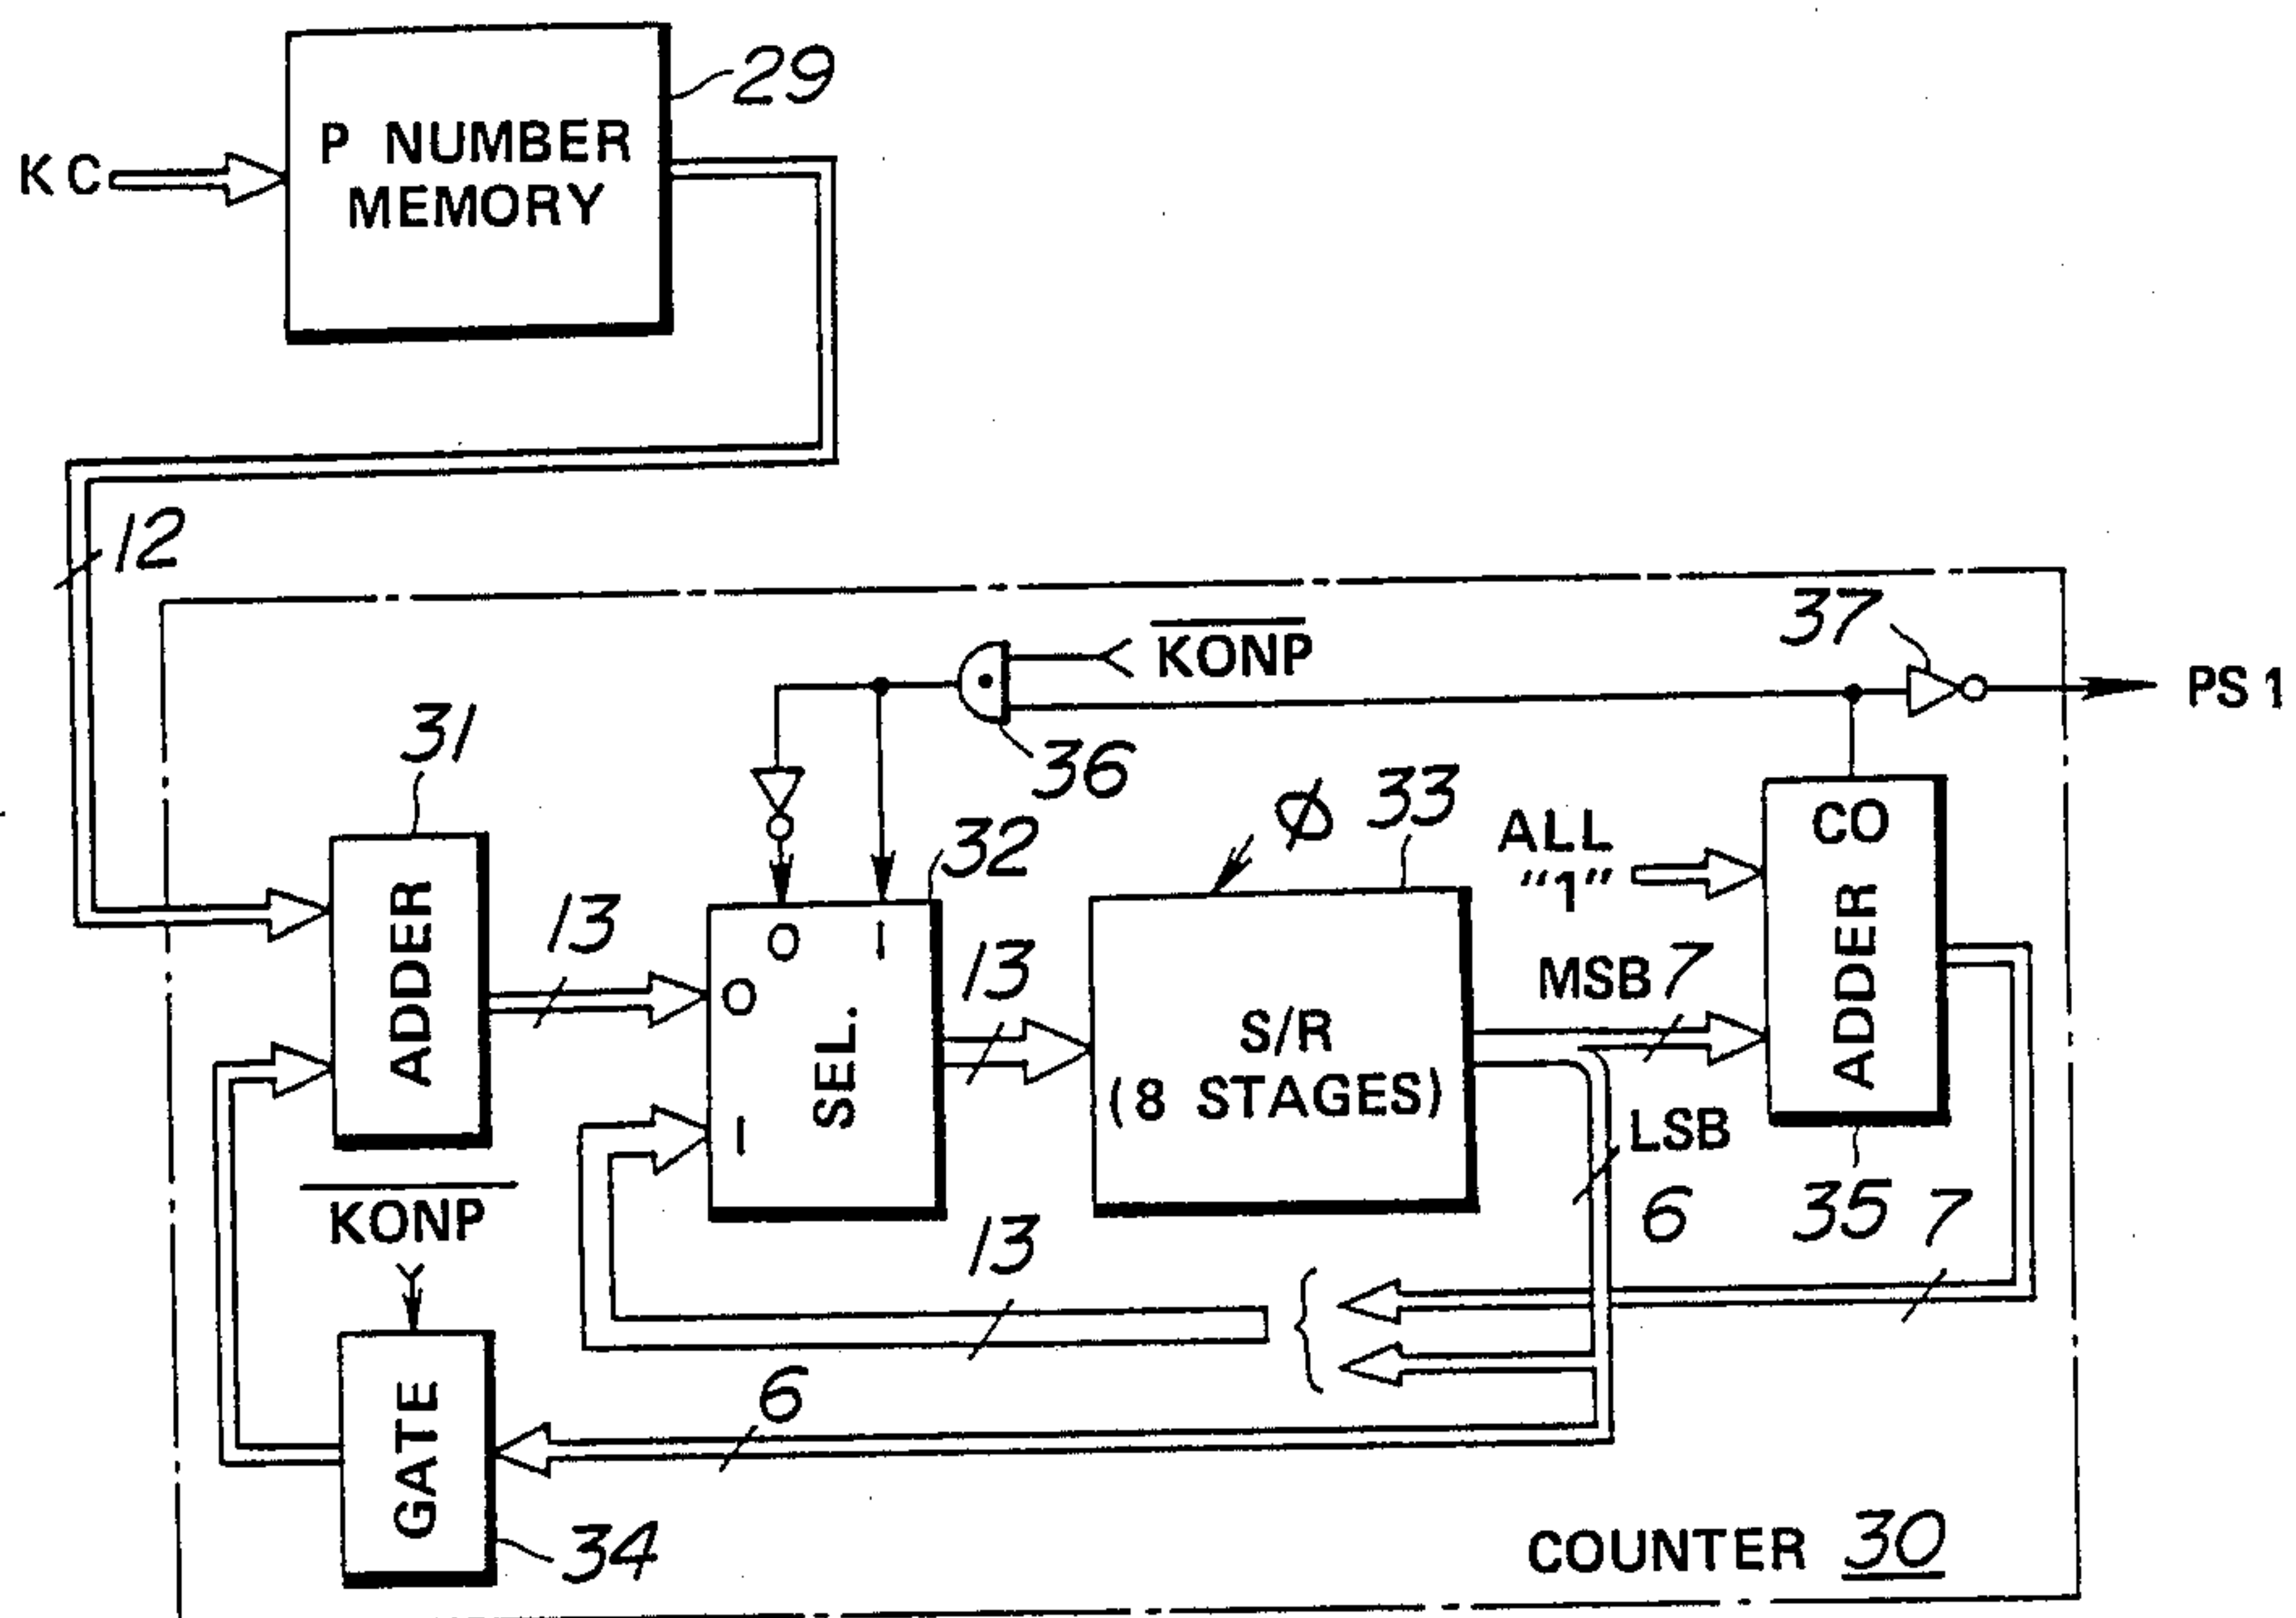 29
P NUMBER
MEMORY
KC
12
37
KONP
PS 1
36
31
φ
33
32
ALL
"1"
CO
ADDER
13
0
1
0
13
MSB 7
ADDER
SEL.
S/R
(8 STAGES)
1
LSB
6
35
7
KONP
13
6
GATE
34
COUNTER 30